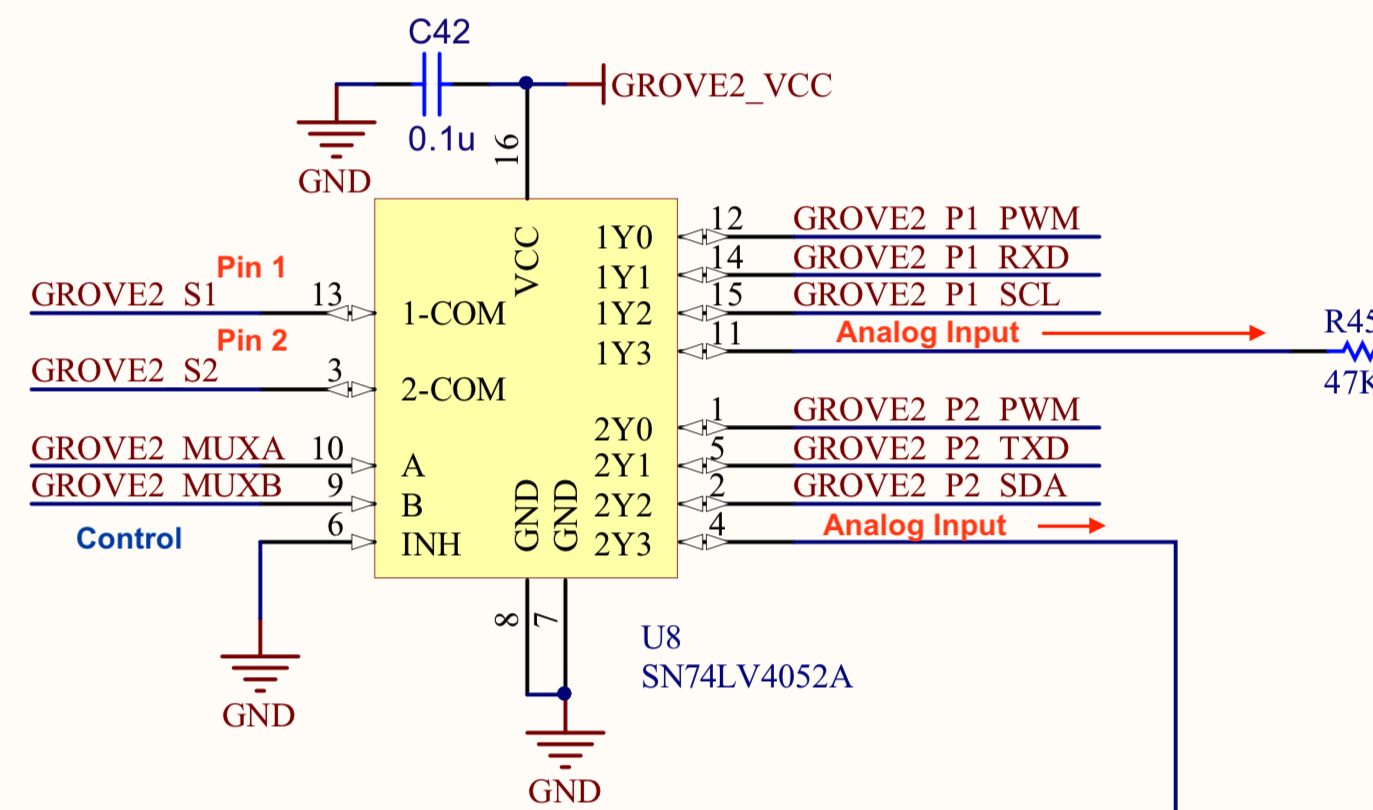 C42
GROVE2_VCC
0.1u
16
GND
VCC
1Y0
12
GROVE2 P1 PWM
1Y1
14
GROVE2 P1 RXD
Pin 1
GROVE2 S1
13
1-COM
1Y2
15
GROVE2 P1 SCL
1Y3
11
Analog Input
R45
47K
Pin 2
GROVE2 S2
3
2-COM
2Y0
1
GROVE2 P2 PWM
GROVE2 MUXA
10
A
2Y1
5
GROVE2 P2 TXD
GROVE2 MUXB
9
B
2Y2
2
GROVE2 P2 SDA
Control
6
INH
GND
GND
2Y3
4
Analog Input
8
7
U8
SN74LV4052A
GND
GND